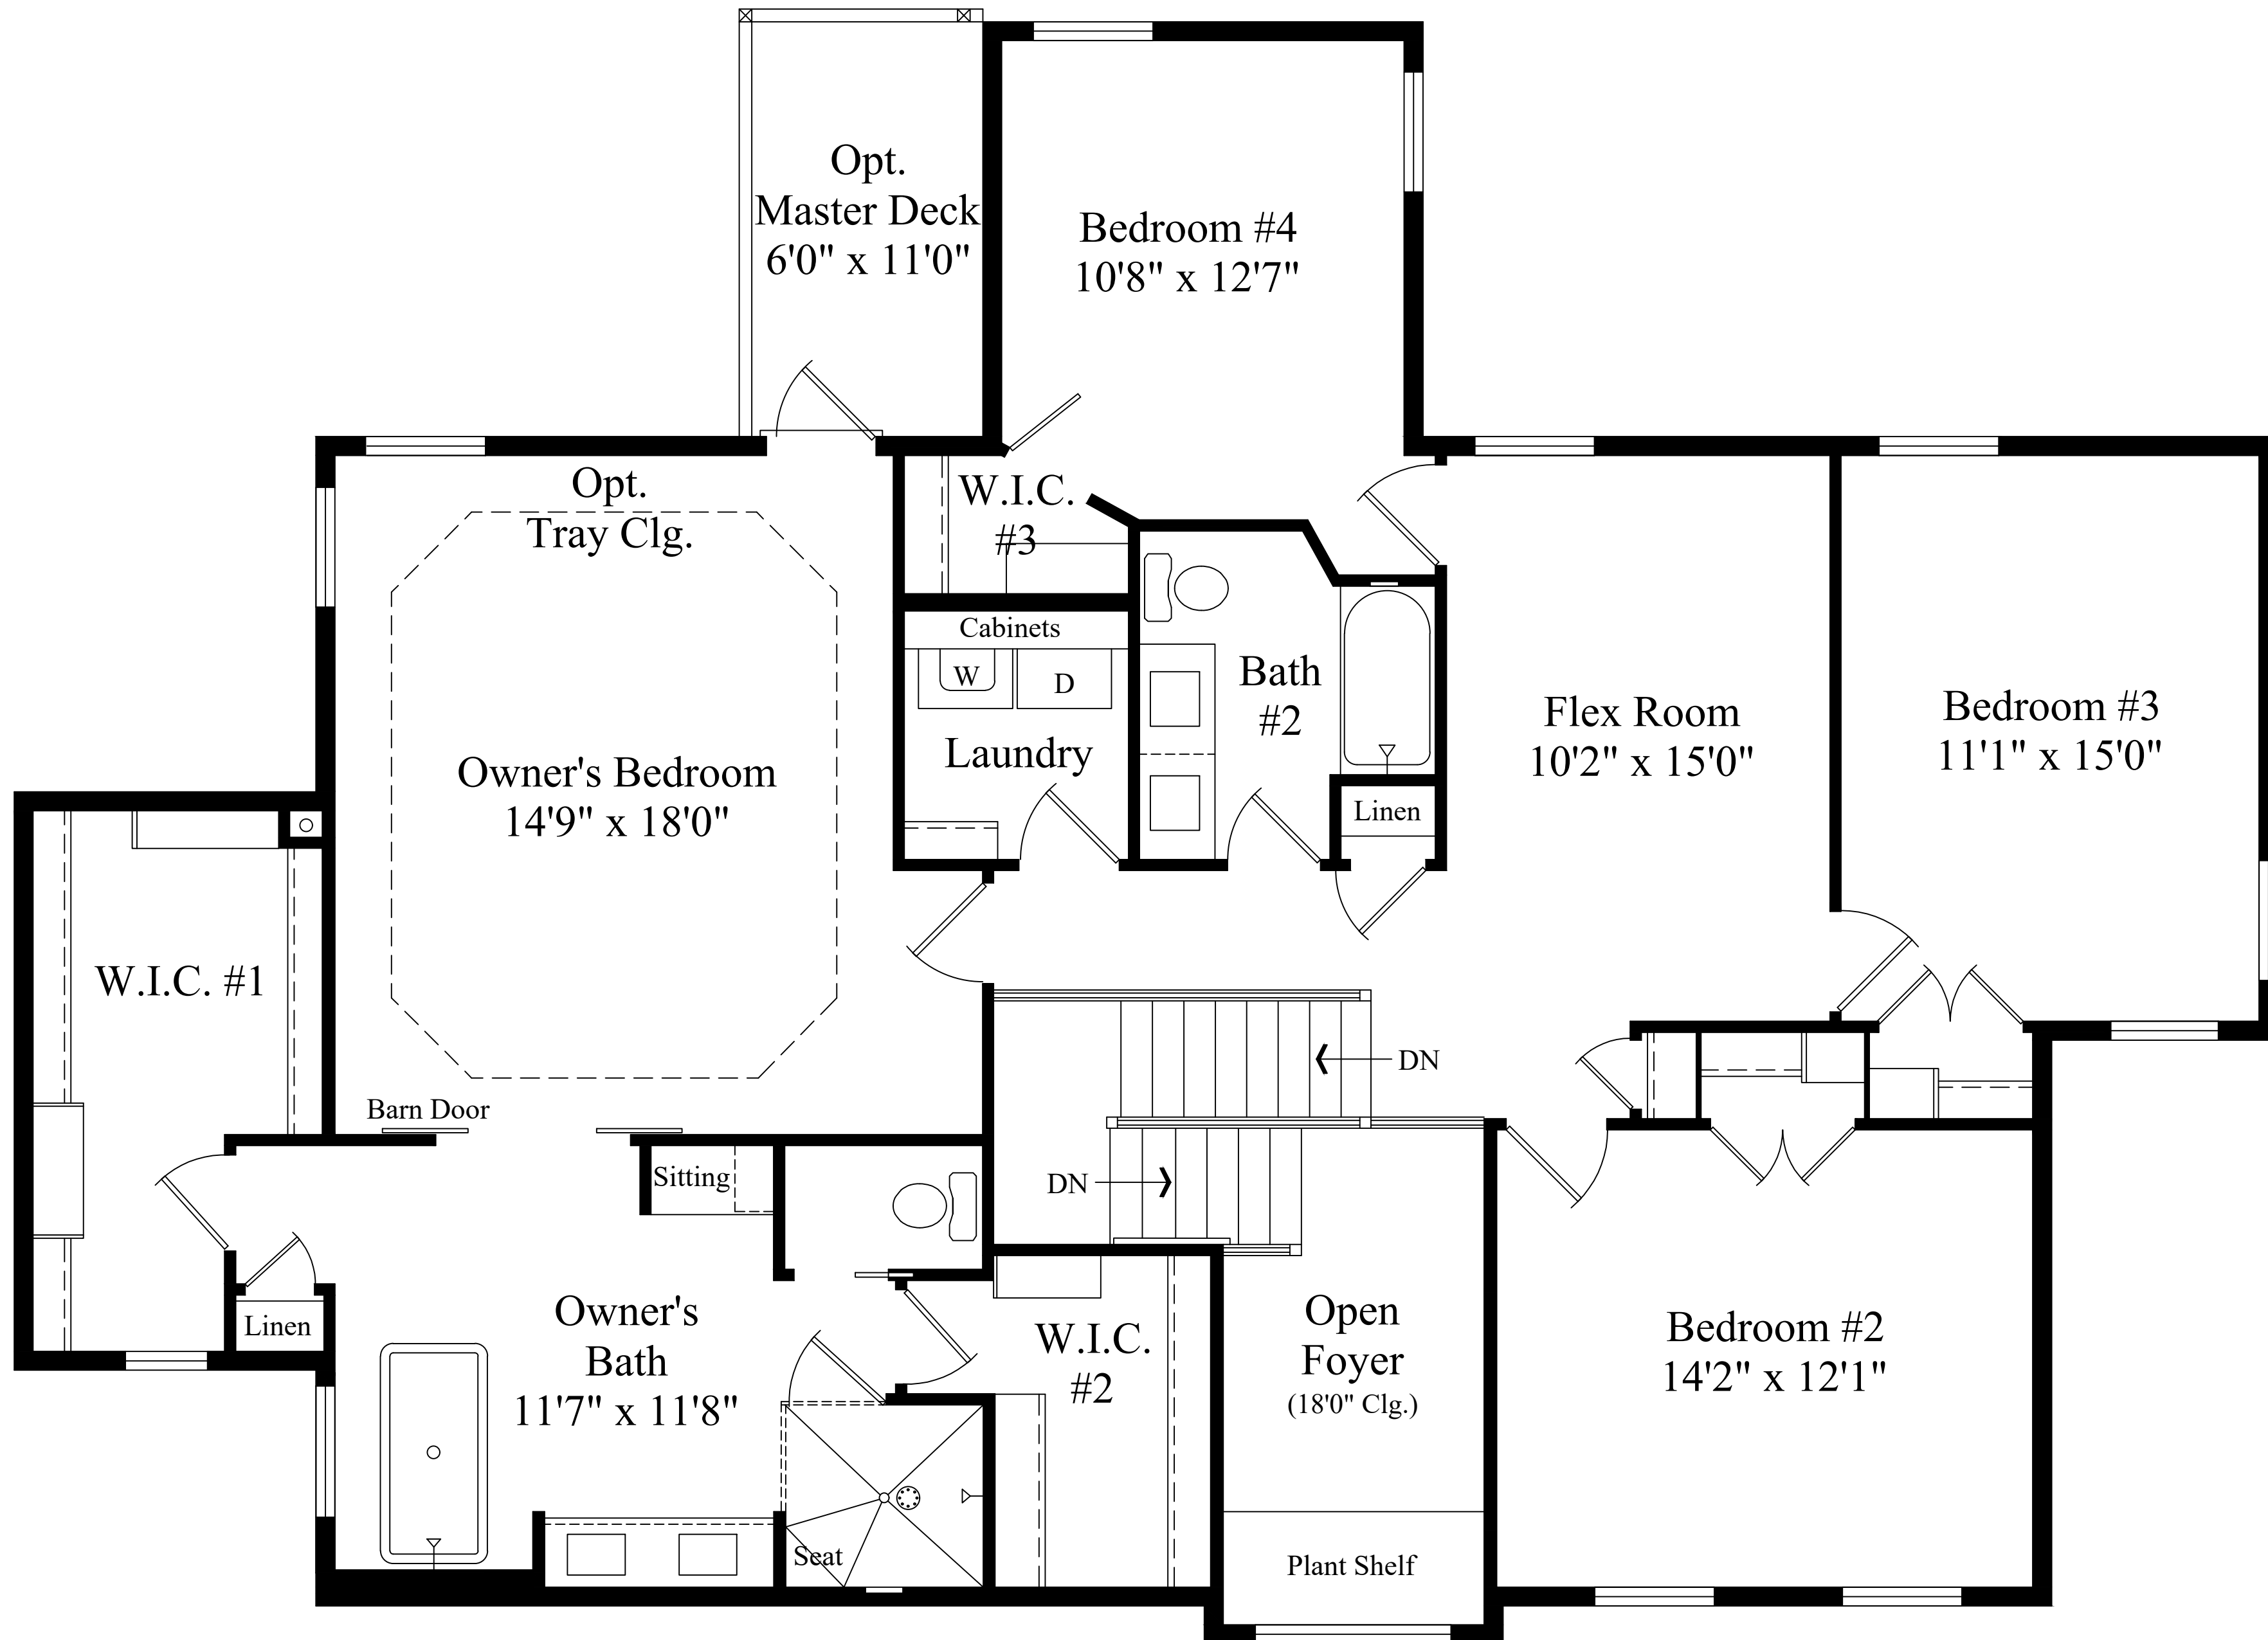 Opt.
Master Deck
6'0" x 11'0"
Bedroom #4
10'8" x 12'7"
Opt.
Tray Clg.
W.I.C.
#3
Cabinets
W
D
Laundry
Bath
#2
Linen
Flex Room
10'2" x 15'0"
Bedroom #3
11'1" x 15'0"
Owner's Bedroom
14'9" x 18'0"
W.I.C. #1
Barn Door
DN
DN
Sitting
Linen
Owner's
Bath
11'7" x 11'8"
W.I.C.
#2
Open
Foyer
(18'0" Clg.)
Bedroom #2
14'2" x 12'1"
Seat
Plant Shelf